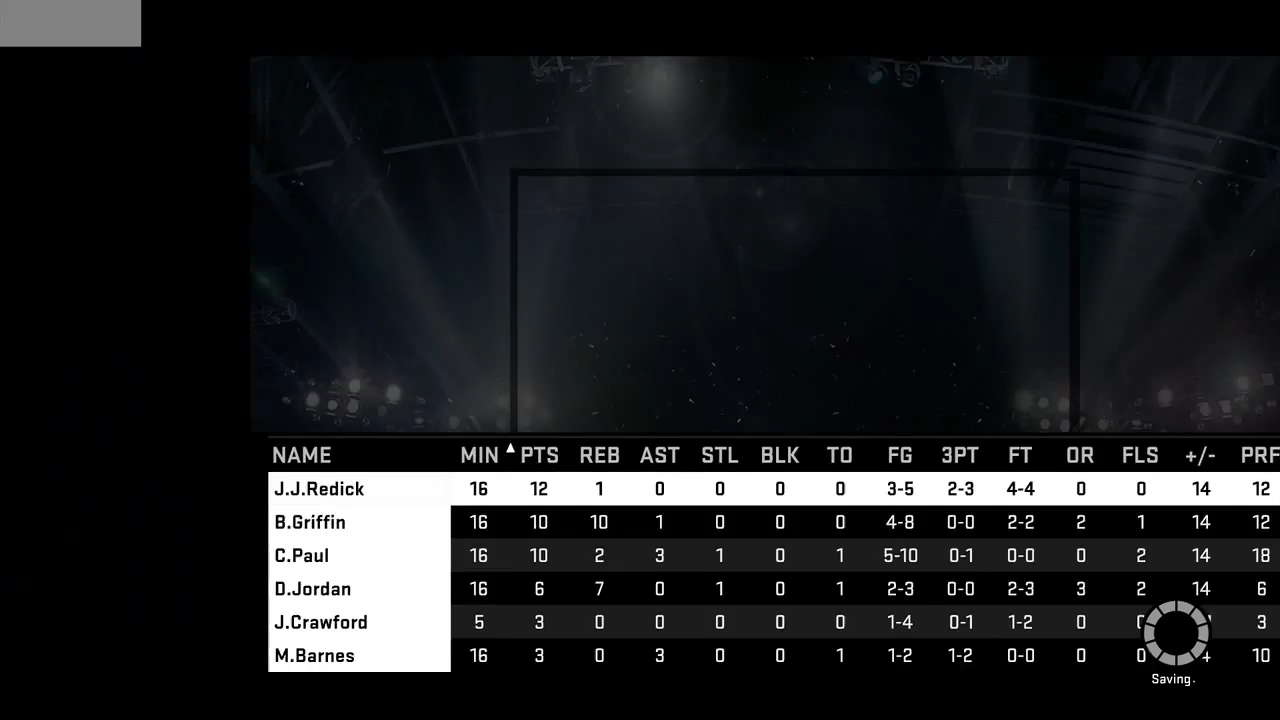 NAME MIN PTS REB AST STL BLK TO FG 3PT FT OR FLS +/- PRF
J.J.Redick 16 12 1 0 0 0 0 3-5 2-3 4-4 0 0 14 12
B.Griffin 16 10 10 1 0 0 0 4-8 0-0 2-2 2 1 14 12
C.Paul 16 10 2 3 1 0 1 5-10 0-1 0-0 0 2 14 18
D.Jordan 16 6 7 0 1 0 1 2-3 0-0 2-3 3 2 14 6
J.Crawford 5 3 0 0 0 0 0 1-4 0-1 1-2 0 3
M.Barnes 16 3 0 3 0 0 1 1-2 1-2 0-0 0 0 10
Saving.